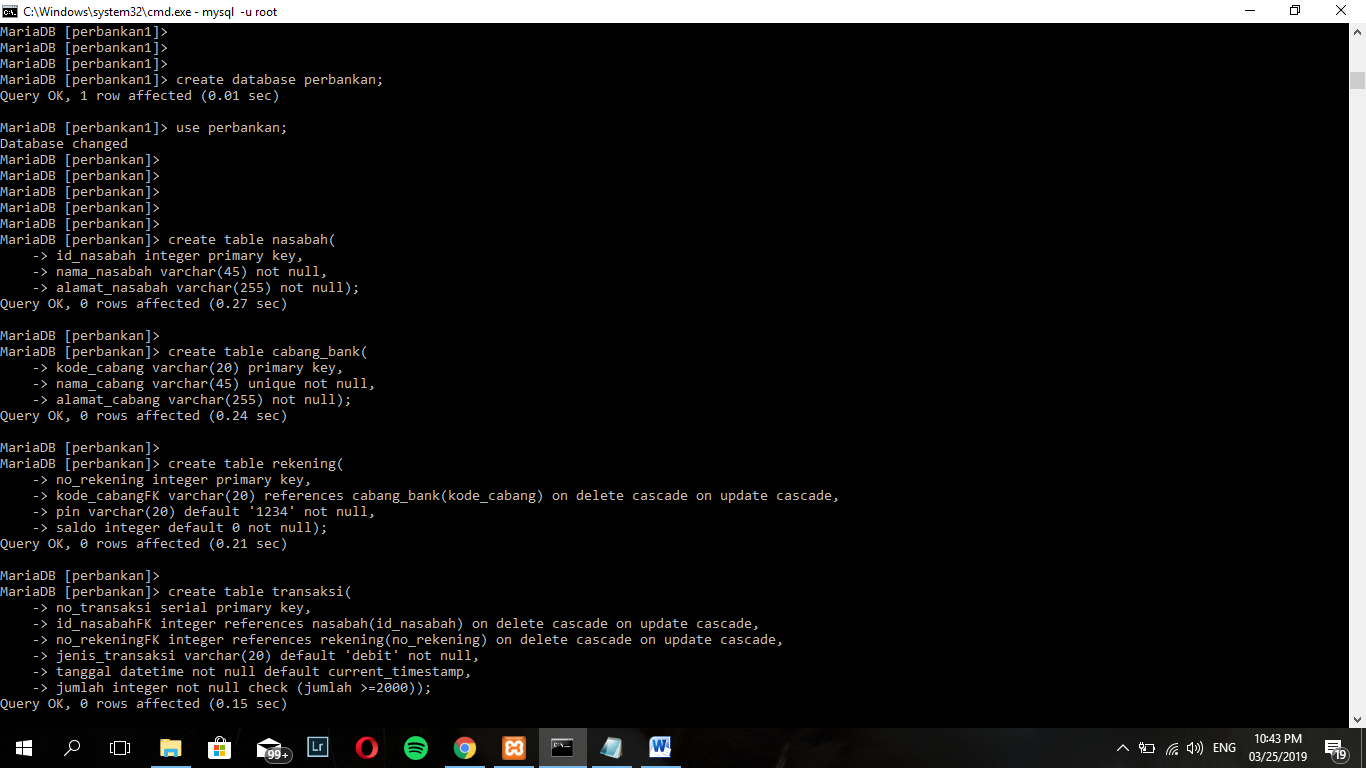 C:\Windows\system32\cmd.exe - mysql  -u root
MariaDB [perbankan1]>
MariaDB [perbankan1]>
MariaDB [perbankan1]>
MariaDB [perbankan1]> create database perbankan;
Query OK, 1 row affected (0.01 sec)
MariaDB [perbankan1]> use perbankan;
Database changed
MariaDB [perbankan]>
MariaDB [perbankan]>
MariaDB [perbankan]>
MariaDB [perbankan]>
MariaDB [perbankan]>
MariaDB [perbankan]> create table nasabah(
    -> id_nasabah integer primary key,
    -> nama_nasabah varchar(45) not null,
    -> alamat_nasabah varchar(255) not null);
Query OK, 0 rows affected (0.27 sec)
MariaDB [perbankan]>
MariaDB [perbankan]> create table cabang_bank(
    -> kode_cabang varchar(20) primary key,
    -> nama_cabang varchar(45) unique not null,
    -> alamat_cabang varchar(255) not null);
Query OK, 0 rows affected (0.24 sec)
MariaDB [perbankan]>
MariaDB [perbankan]> create table rekening(
    -> no_rekening integer primary key,
    -> kode_cabangFK varchar(20) references cabang_bank(kode_cabang) on delete cascade on update cascade,
    -> pin varchar(20) default '1234' not null,
    -> saldo integer default 0 not null);
Query OK, 0 rows affected (0.21 sec)
MariaDB [perbankan]>
MariaDB [perbankan]> create table transaksi(
    -> no_transaksi serial primary key,
    -> id_nasabahFK integer references nasabah(id_nasabah) on delete cascade on update cascade,
    -> no_rekeningFK integer references rekening(no_rekening) on delete cascade on update cascade,
    -> jenis_transaksi varchar(20) default 'debit' not null,
    -> tanggal datetime not null default current_timestamp,
    -> jumlah integer not null check (jumlah >=2000));
Query OK, 0 rows affected (0.15 sec)
99+
Lr
W
ENG
10:43 PM
03/25/2019
19